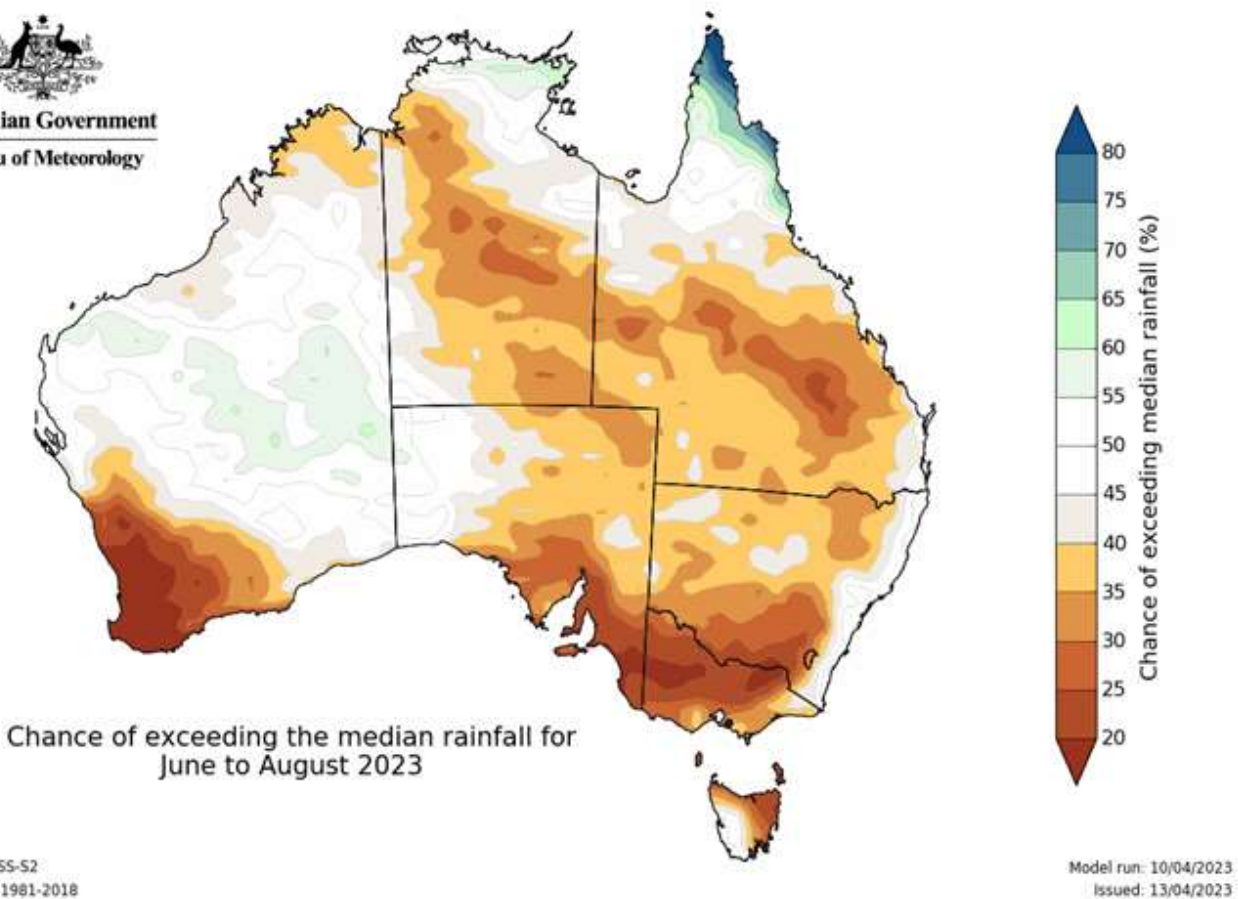 ian Government
u of Meteorology
80
75
70
65
60
55
50
45
40
35
30
25
20
Chance of exceeding median rainfall (%)
Chance of exceeding the median rainfall for
June to August 2023
SS-S2
1981-2018
Model run: 10/04/2023
Issued: 13/04/2023